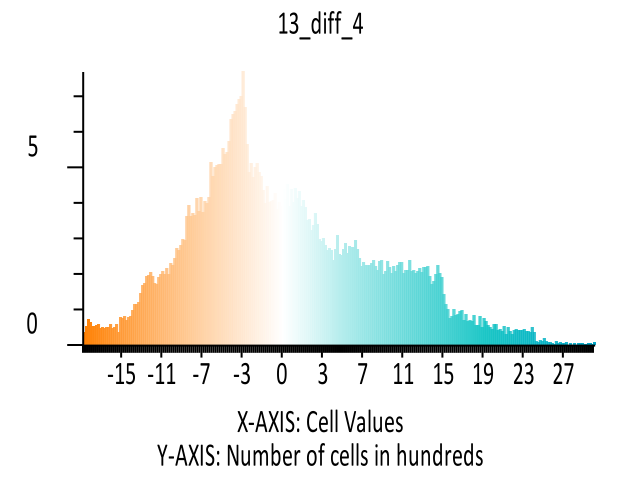 13_diff_4
5
0
-15 -11 -7 -3 0 3 7 11 15 19 23 27
X-AXIS: Cell Values
Y-AXIS: Number of cells in hundreds